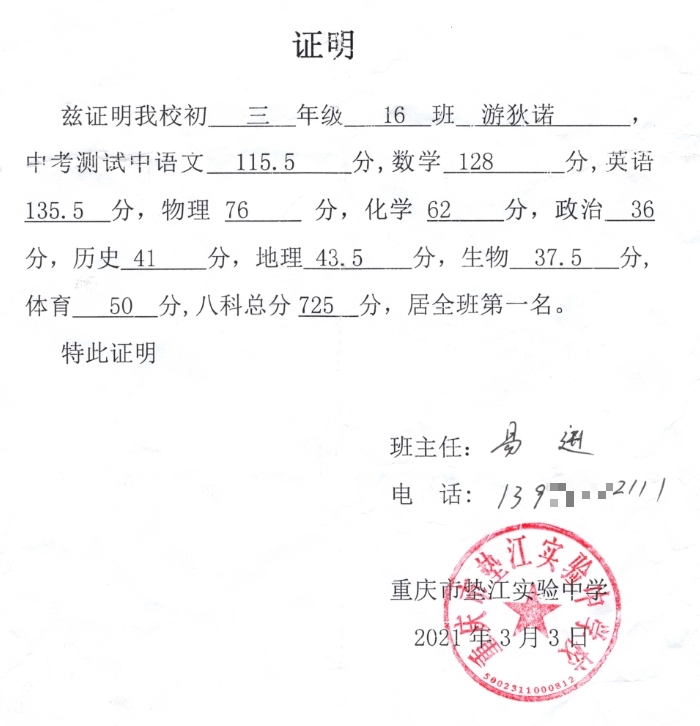 证明
兹证明我校初 三 年级 16 班 游狄诺 ，
中考测试中语文 115.5 分,数学 128 分,英语
135.5 分，物理 76 分，化学 62 分，政治 36
分，历史 41 分，地理 43.5 分，生物 37.5 分,
体育 50 分,八科总分 725 分，居全班第一名。
特此证明
班主任：易
电 话：139 2111
重庆市垫江实验中学
2021 年 3 月 3 日
重庆市垫江实验中学校
5002311000812